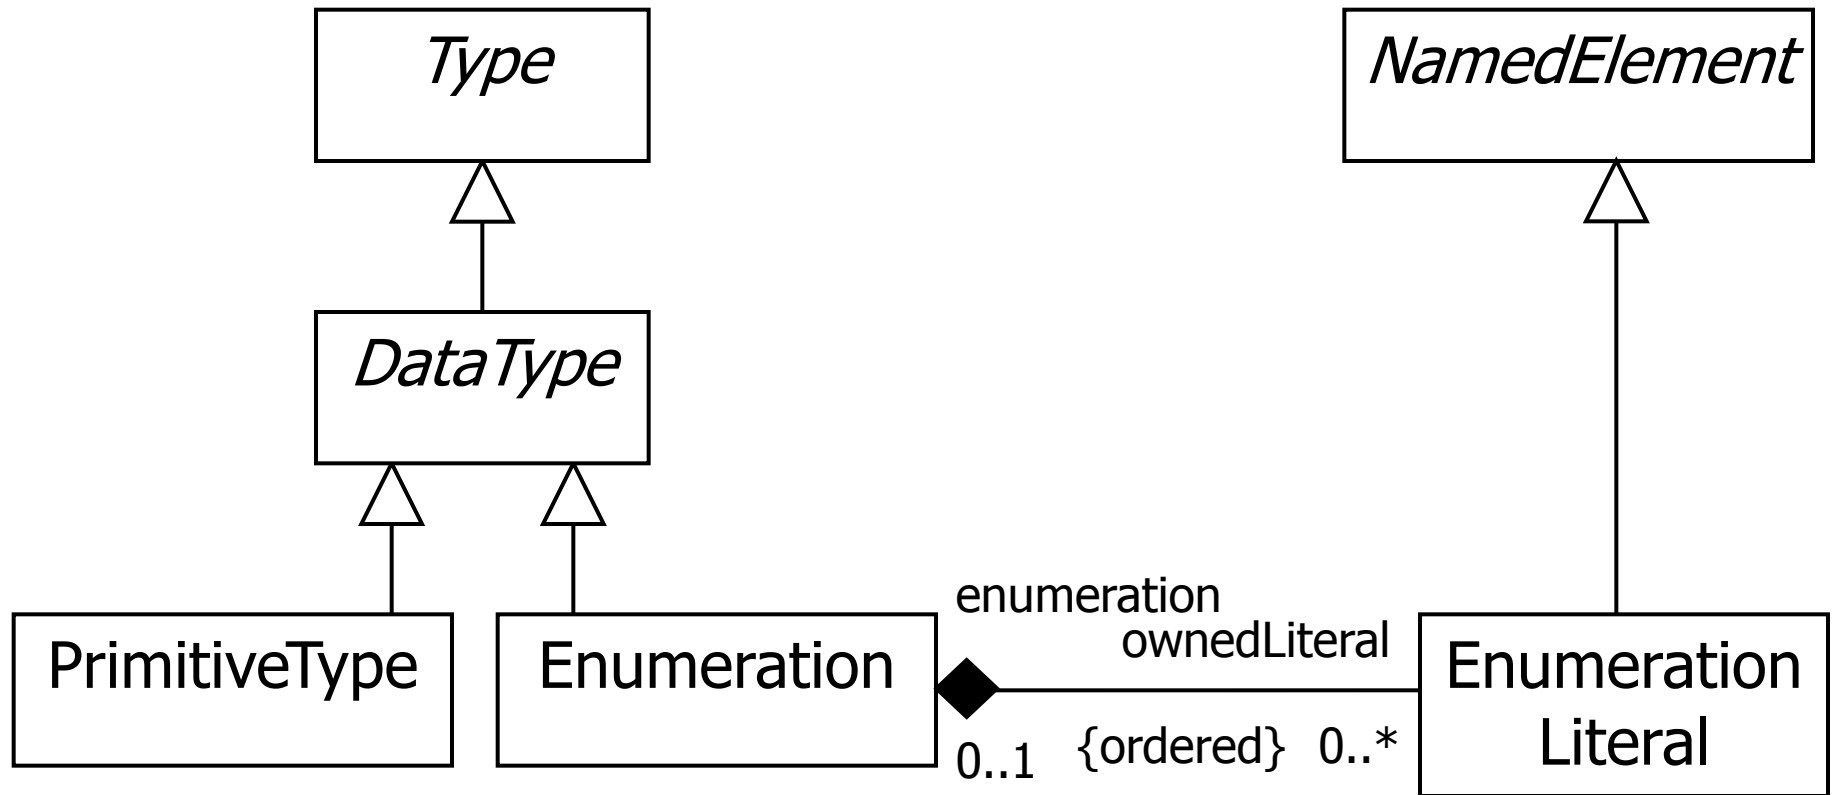 Type
NamedElement
DataType
enumeration
ownedLiteral
PrimitiveType
Enumeration
Enumeration
Literal
0..1
{ordered}
0..*